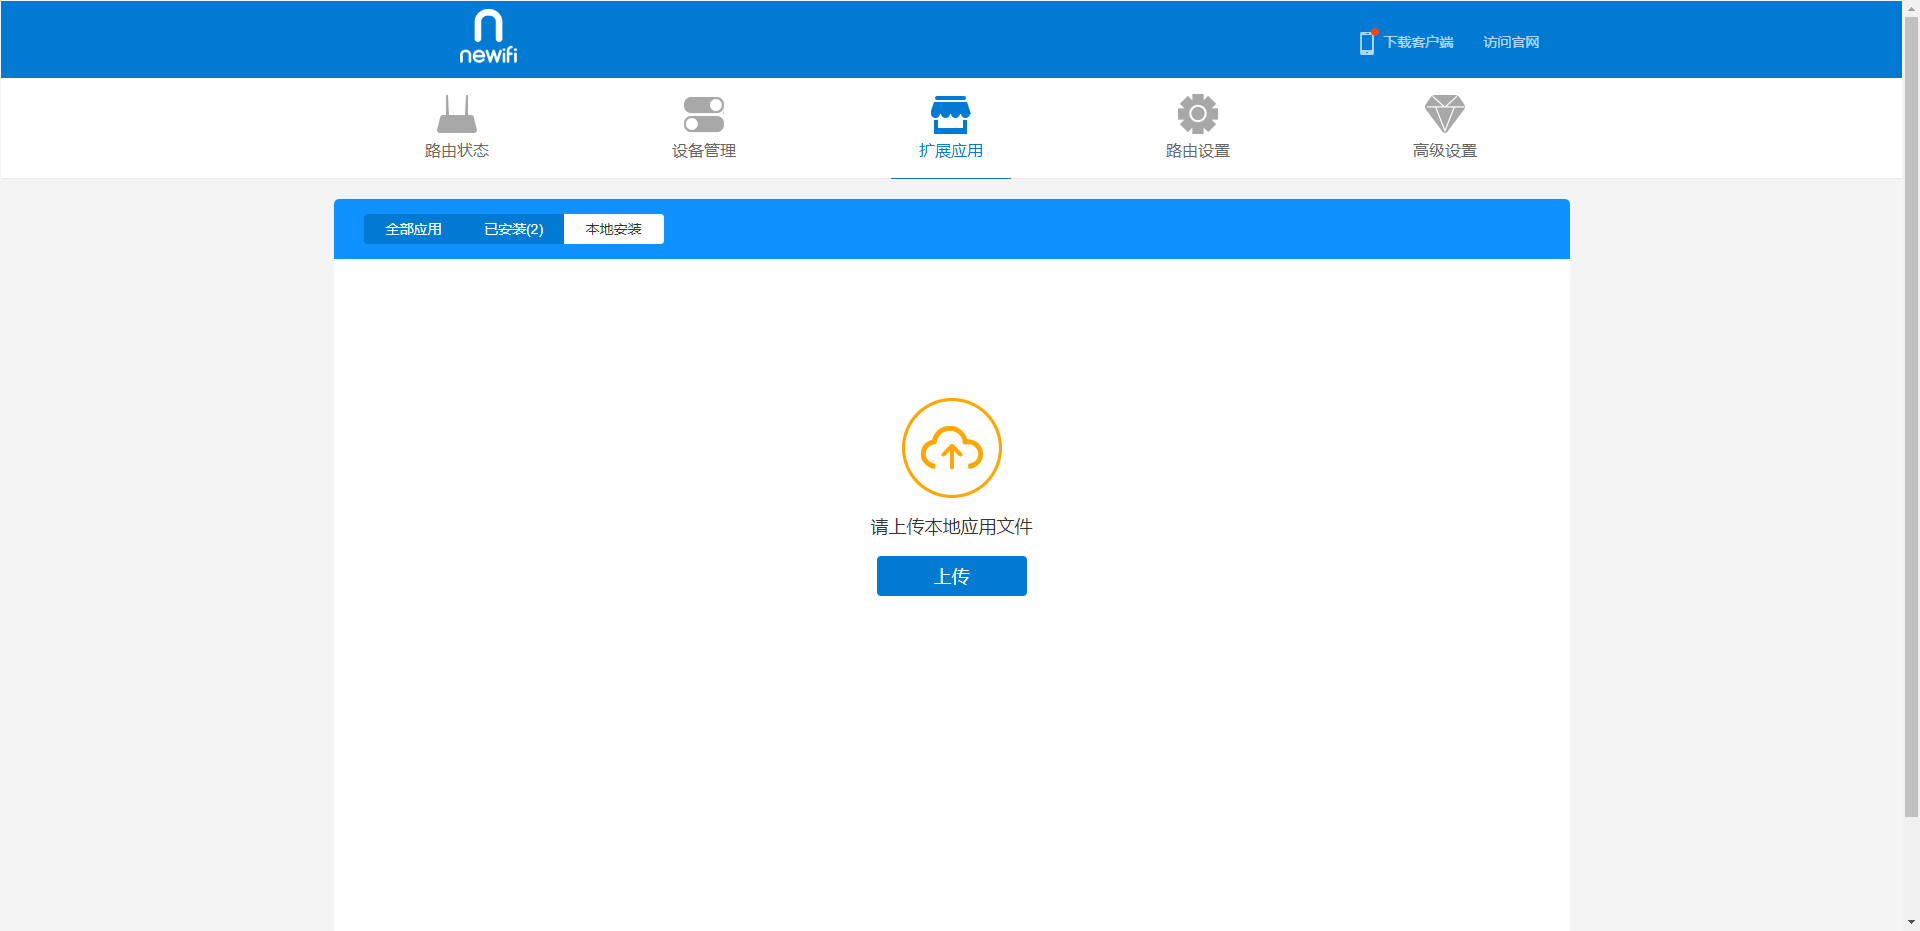 newifi
下载客户端
访问官网
路由状态
设备管理
扩展应用
路由设置
高级设置
全部应用
已安装(2)
本地安装
请上传本地应用文件
上传